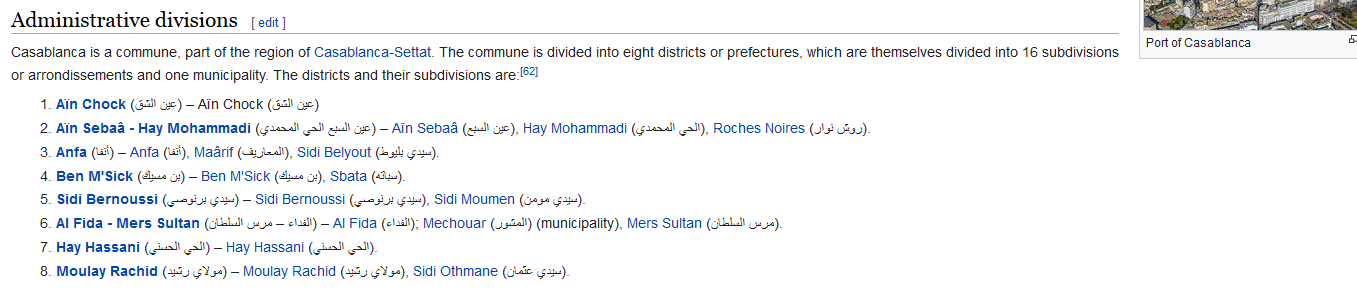 Administrative divisions [ edit ]
Casablanca is a commune, part of the region of Casablanca-Settat. The commune is divided into eight districts or prefectures, which are themselves divided into 16 subdivisions
or arrondissements and one municipality. The districts and their subdivisions are:[62]
1. Aïn Chock (عين الشق) – Aïn Chock (عين الشق)
2. Aïn Sebaâ - Hay Mohammadi (عين السبع الحي المحمدي) – Aïn Sebaâ (عين السبع), Hay Mohammadi (الحي المحمدي), Roches Noires (روش نوار).
3. Anfa (أنفا) – Anfa (أنفا), Maârif (المعاريف), Sidi Belyout (سيدي بليوط).
4. Ben M'Sick (بن مسيك) – Ben M'Sick (بن مسيك), Sbata (سباته).
5. Sidi Bernoussi (سيدي برنوصي) – Sidi Bernoussi (سيدي برنوصي), Sidi Moumen (سيدي مومن).
6. Al Fida - Mers Sultan (الفداء – مرس السلطان) – Al Fida (الفداء); Mechouar (المشور) (municipality), Mers Sultan (مرس السلطان).
7. Hay Hassani (الحي الحسني) – Hay Hassani (الحي الحسني).
8. Moulay Rachid (مولاي رشيد) – Moulay Rachid (مولاي رشيد), Sidi Othmane (سيدي عثمان).
Port of Casablanca